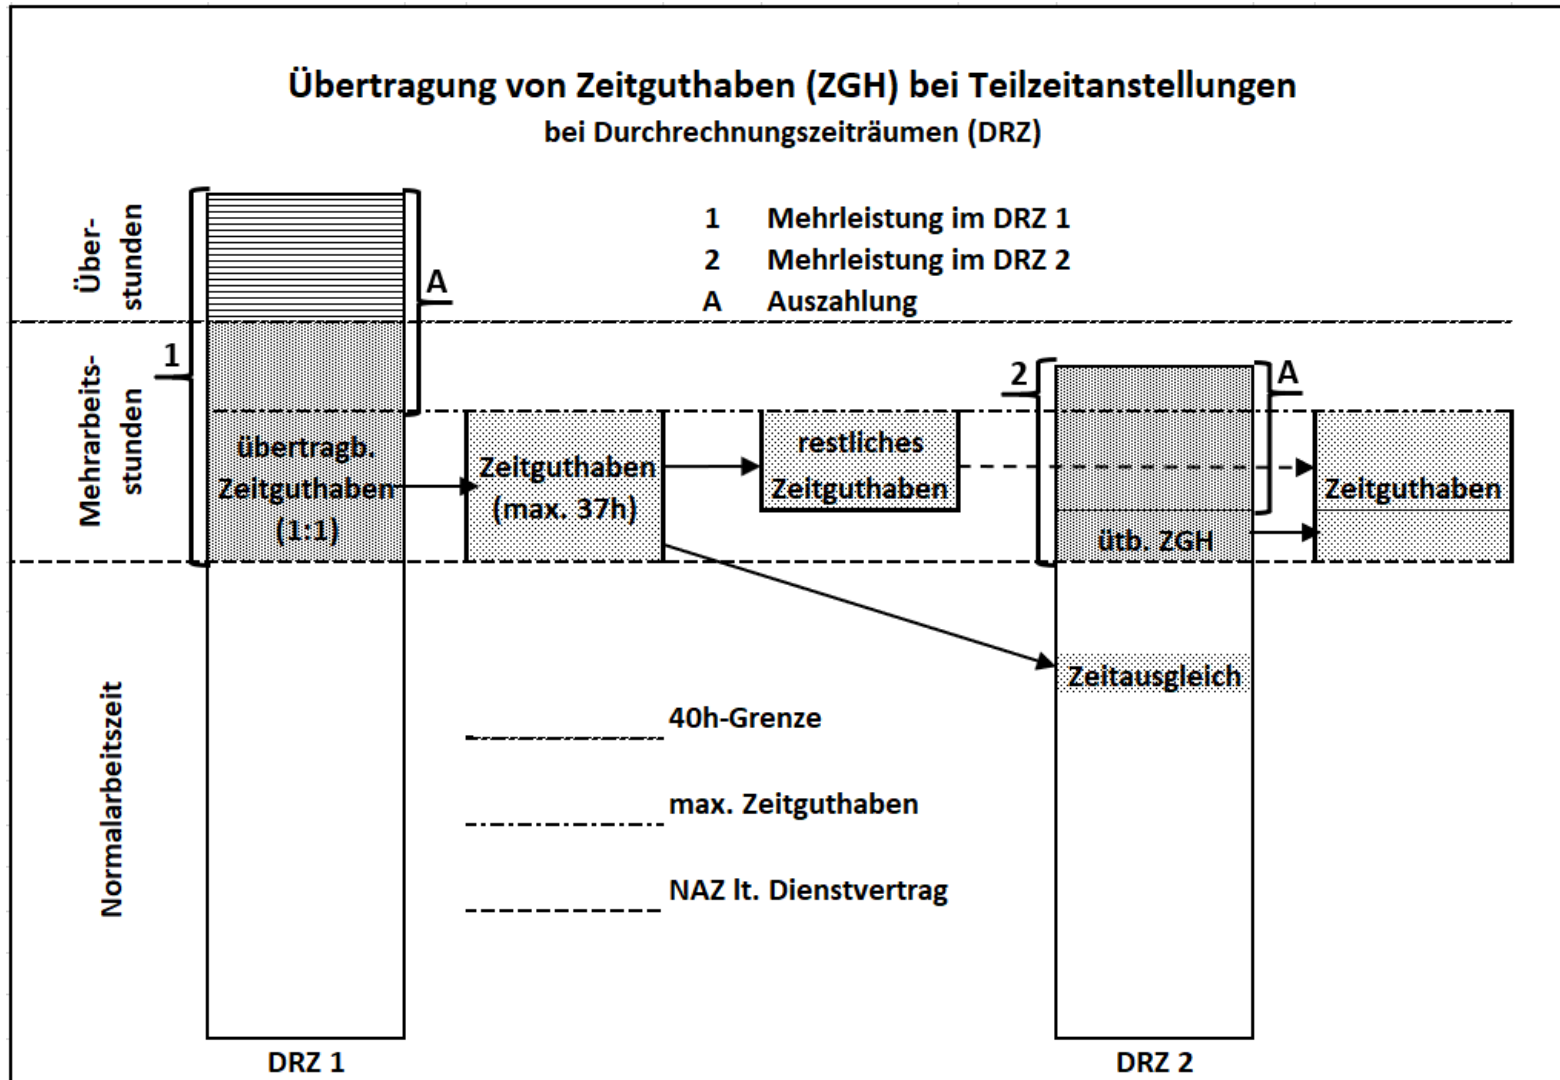 Übertragung von Zeitguthaben (ZGH) bei Teilzeitanstellungen
bei Durchrechnungszeiträumen (DRZ)
Über-
stunden
1 Mehrleistung im DRZ 1
2 Mehrleistung im DRZ 2
A Auszahlung
A
1
Mehrarbeits-
stunden
2
A
übertragb.
Zeitguthaben
(1:1)
Zeitguthaben
(max. 37h)
restliches
Zeitguthaben
ütb. ZGH
Zeitguthaben
Zeitausgleich
Normalarbeitszeit
40h-Grenze
max. Zeitguthaben
NAZ lt. Dienstvertrag
DRZ 1
DRZ 2